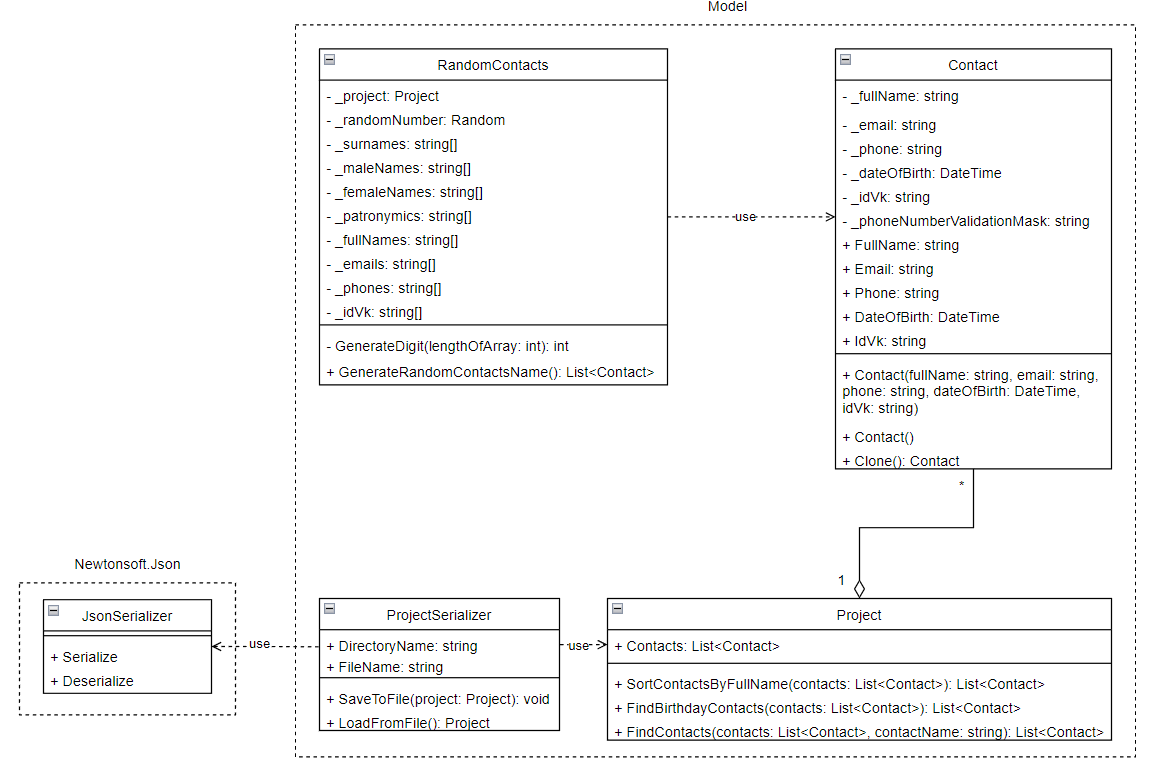 Model
RandomContacts
- _project: Project
- _randomNumber: Random
- _surnames: string[]
- _maleNames: string[]
- _femaleNames: string[]
- _patronymics: string[]
- _fullNames: string[]
- _emails: string[]
- _phones: string[]
- _idVk: string[]
- GenerateDigit(lengthOfArray: int): int
+ GenerateRandomContactsName(): List<Contact>
use
Contact
- _fullName: string
- _email: string
- _phone: string
- _dateOfBirth: DateTime
- _idVk: string
- _phoneNumberValidationMask: string
+ FullName: string
+ Email: string
+ Phone: string
+ DateOfBirth: DateTime
+ IdVk: string
+ Contact(fullName: string, email: string,
phone: string, dateOfBirth: DateTime,
idVk: string)
+ Contact()
+ Clone(): Contact
*
1
Newtonsoft.Json
JsonSerializer
+ Serialize
+ Deserialize
use
ProjectSerializer
+ DirectoryName: string
+ FileName: string
+ SaveToFile(project: Project): void
+ LoadFromFile(): Project
use
Project
+ Contacts: List<Contact>
+ SortContactsByFullName(contacts: List<Contact>): List<Contact>
+ FindBirthdayContacts(contacts: List<Contact>): List<Contact>
+ FindContacts(contacts: List<Contact>, contactName: string): List<Contact>